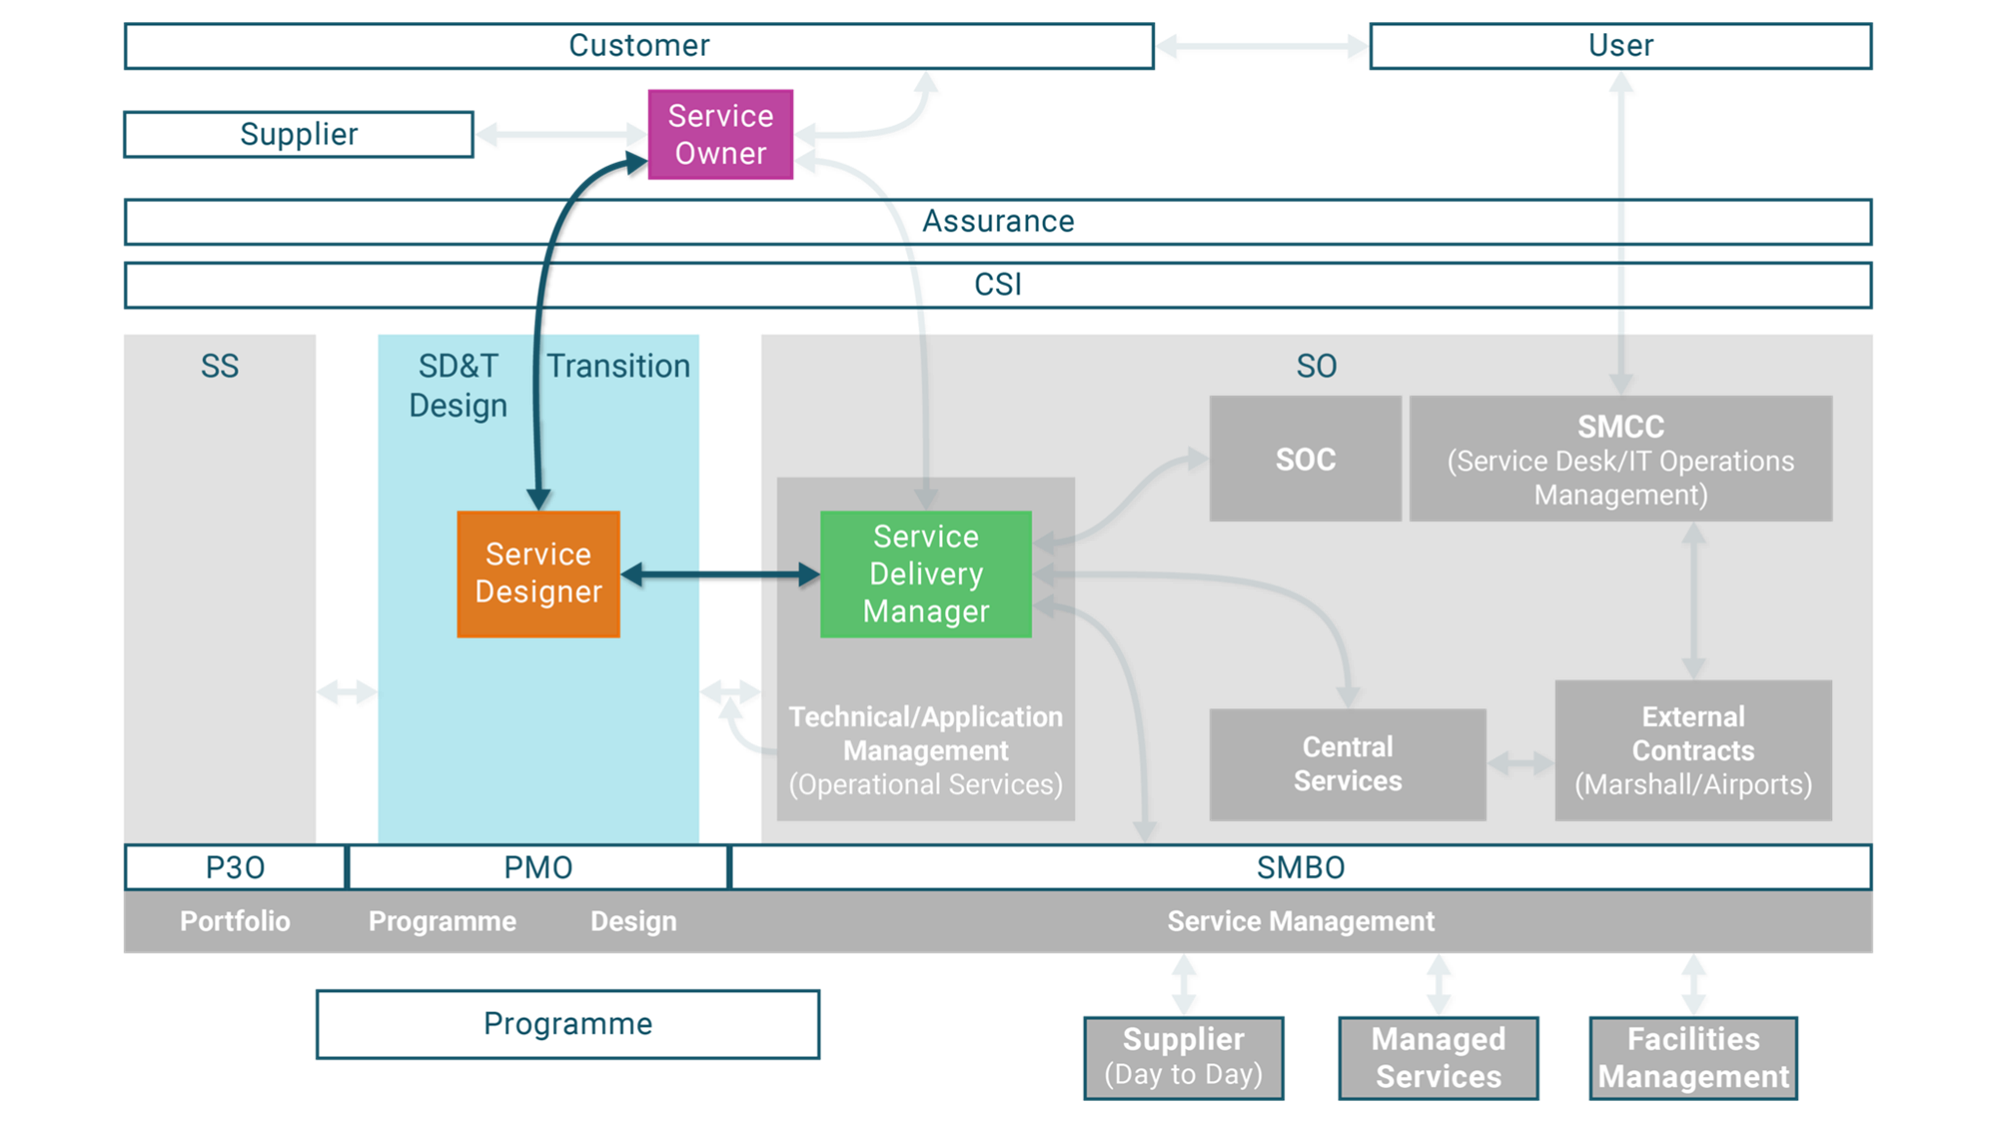 Customer
User
Supplier
Service
Owner
Assurance
CSI
SS
SD&T
Design
Transition
SO
SOC
SMCC
(Service Desk/IT Operations
Management)
Service
Designer
Service
Delivery
Manager
Technical/Application
Management
(Operational Services)
Central
Services
External
Contracts
(Marshall/Airports)
P3O
PMO
SMBO
Portfolio
Programme
Design
Service Management
Programme
Supplier
(Day to Day)
Managed
Services
Facilities
Management